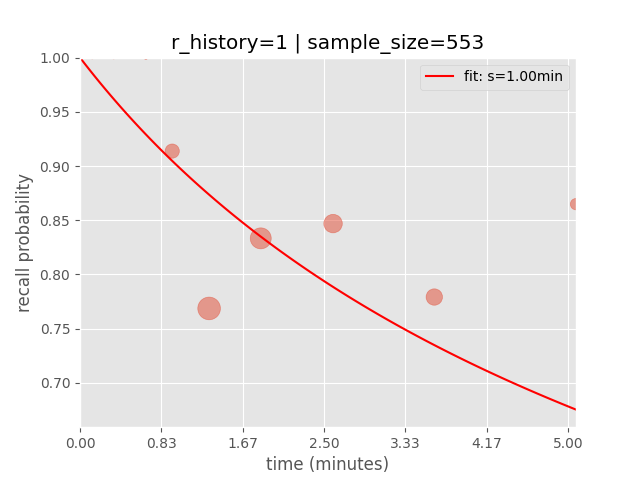 r_history=1 | sample_size=553
fit: s=1.00min
1.00
0.95
0.90
0.85
0.80
0.75
0.70
recall probability
0.00 0.83 1.67 2.50 3.33 4.17 5.00
time (minutes)